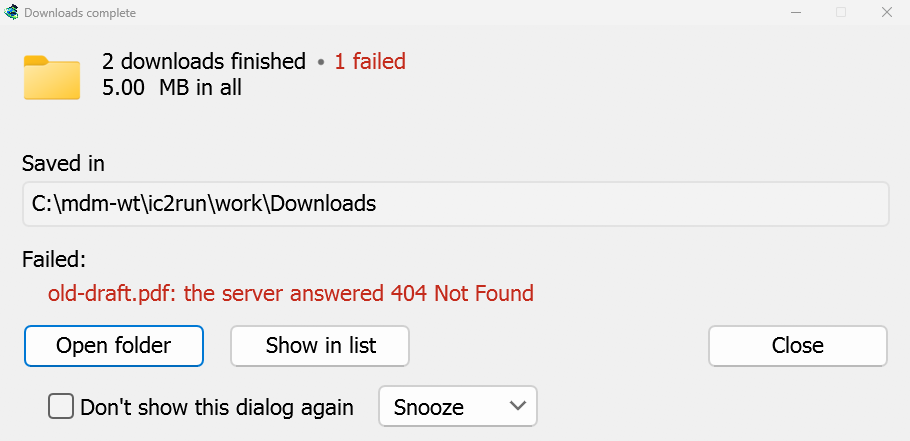 Downloads complete
2 downloads finished • 1 failed
5.00  MB in all
Saved in
C:\mdm-wt\ic2run\work\Downloads
Failed:
old-draft.pdf: the server answered 404 Not Found
Open folder
Show in list
Close
Don't show this dialog again
Snooze